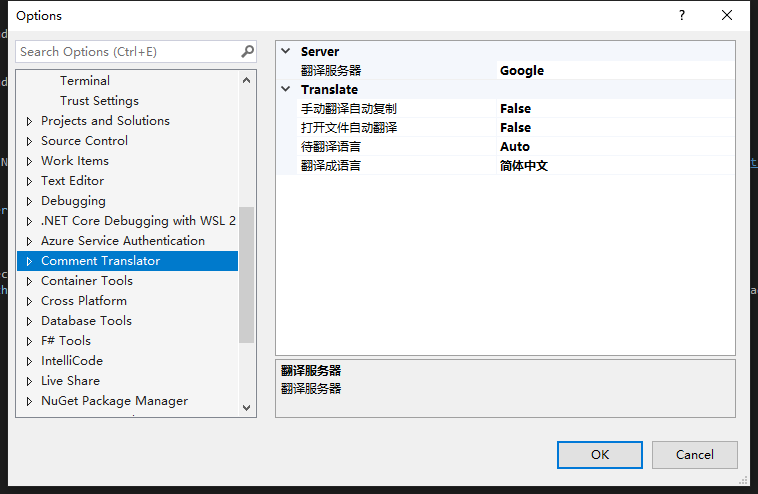 Options
?
Search Options (Ctrl+E)
Terminal
Trust Settings
Projects and Solutions
Source Control
Work Items
Text Editor
Debugging
.NET Core Debugging with WSL 2
Azure Service Authentication
Comment Translator
Container Tools
Cross Platform
Database Tools
F# Tools
IntelliCode
Live Share
NuGet Package Manager
Server
翻译服务器 Google
Translate
手动翻译自动复制 False
打开文件自动翻译 False
待翻译语言 Auto
翻译成语言 简体中文
翻译服务器
翻译服务器
OK Cancel